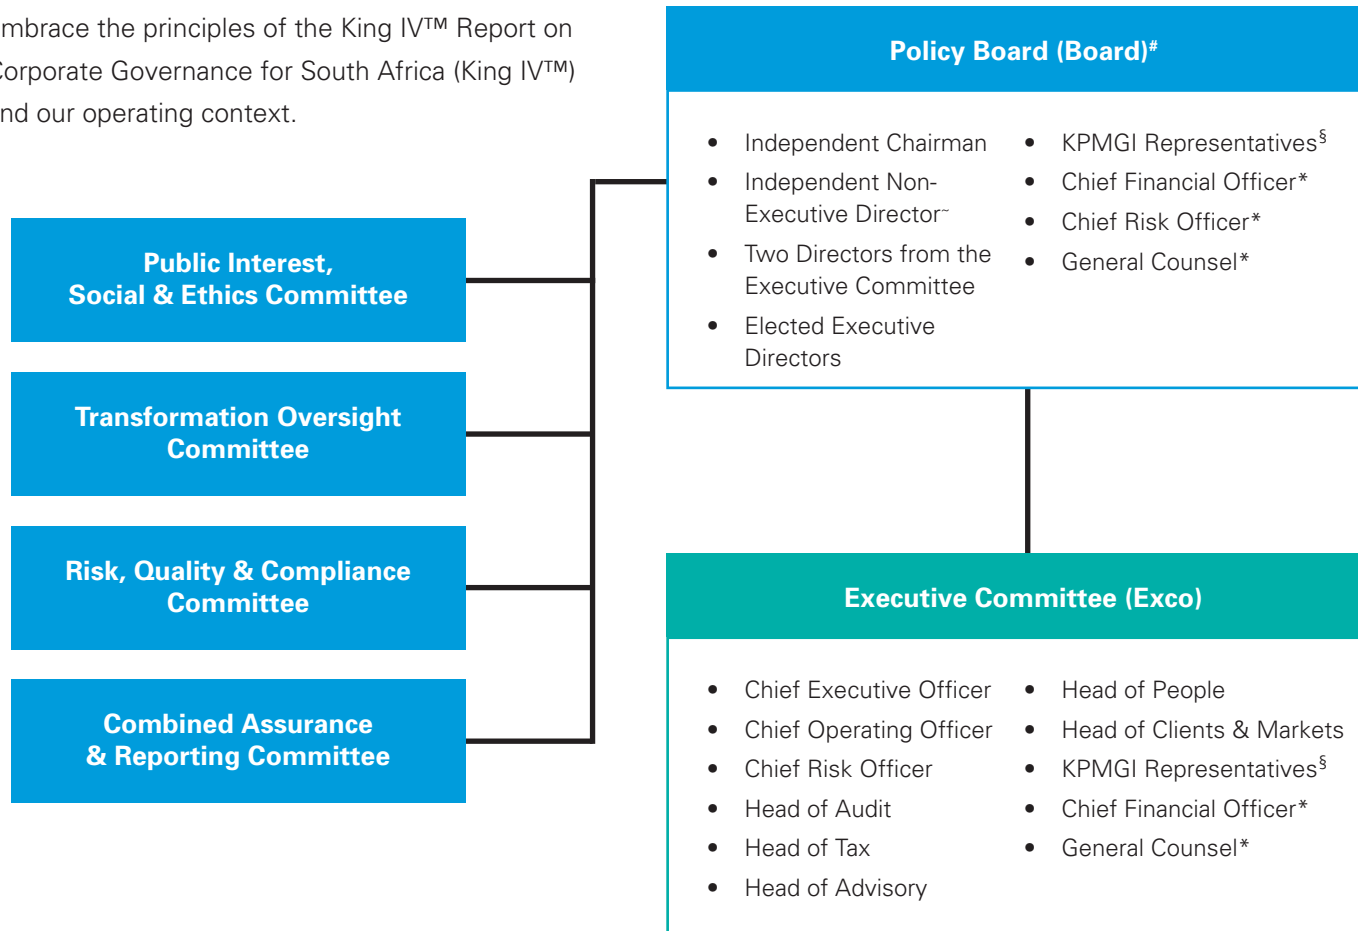 mbrace the principles of the King IV™ Report on
Corporate Governance for South Africa (King IV™)
nd our operating context.
Public Interest,
Social & Ethics Committee
Transformation Oversight
Committee
Risk, Quality & Compliance
Committee
Combined Assurance
& Reporting Committee
Policy Board (Board)#
• Independent Chairman
• Independent Non-
Executive Director~
• Two Directors from the
Executive Committee
• Elected Executive
Directors
• KPMGI Representatives§
• Chief Financial Officer*
• Chief Risk Officer*
• General Counsel*
Executive Committee (Exco)
• Chief Executive Officer
• Chief Operating Officer
• Chief Risk Officer
• Head of Audit
• Head of Tax
• Head of Advisory
• Head of People
• Head of Clients & Markets
• KPMGI Representatives§
• Chief Financial Officer*
• General Counsel*